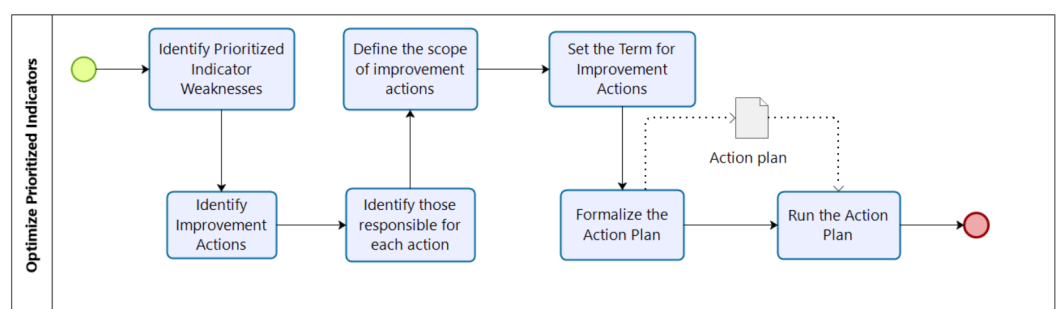 Optimize Prioritized Indicators
Identify Prioritized
Indicator
Weaknesses
Identify
Improvement
Actions
Identify those
responsible for
each action
Define the scope
of improvement
actions
Set the Term for
Improvement
Actions
Formalize the
Action Plan
Action plan
Run the Action
Plan